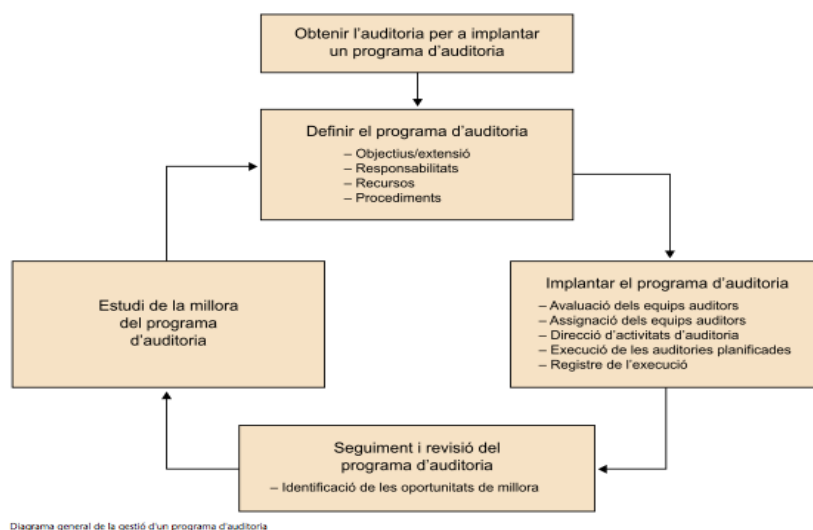 Obtenir l'auditoria per a implantar
un programa d'auditoria
Definir el programa d'auditoria
– Objectius/extensió
– Responsabilitats
– Recursos
– Procediments
Estudi de la millora
del programa
d'auditoria
Implantar el programa d'auditoria
– Avaluació dels equips auditors
– Assignació dels equips auditors
– Direcció d'activitats d'auditoria
– Execució de les auditories planificades
– Registre de l'execució
Seguiment i revisió del
programa d'auditoria
– Identificació de les oportunitats de millora
Diagrama general de la gestió d'un programa d'auditoria